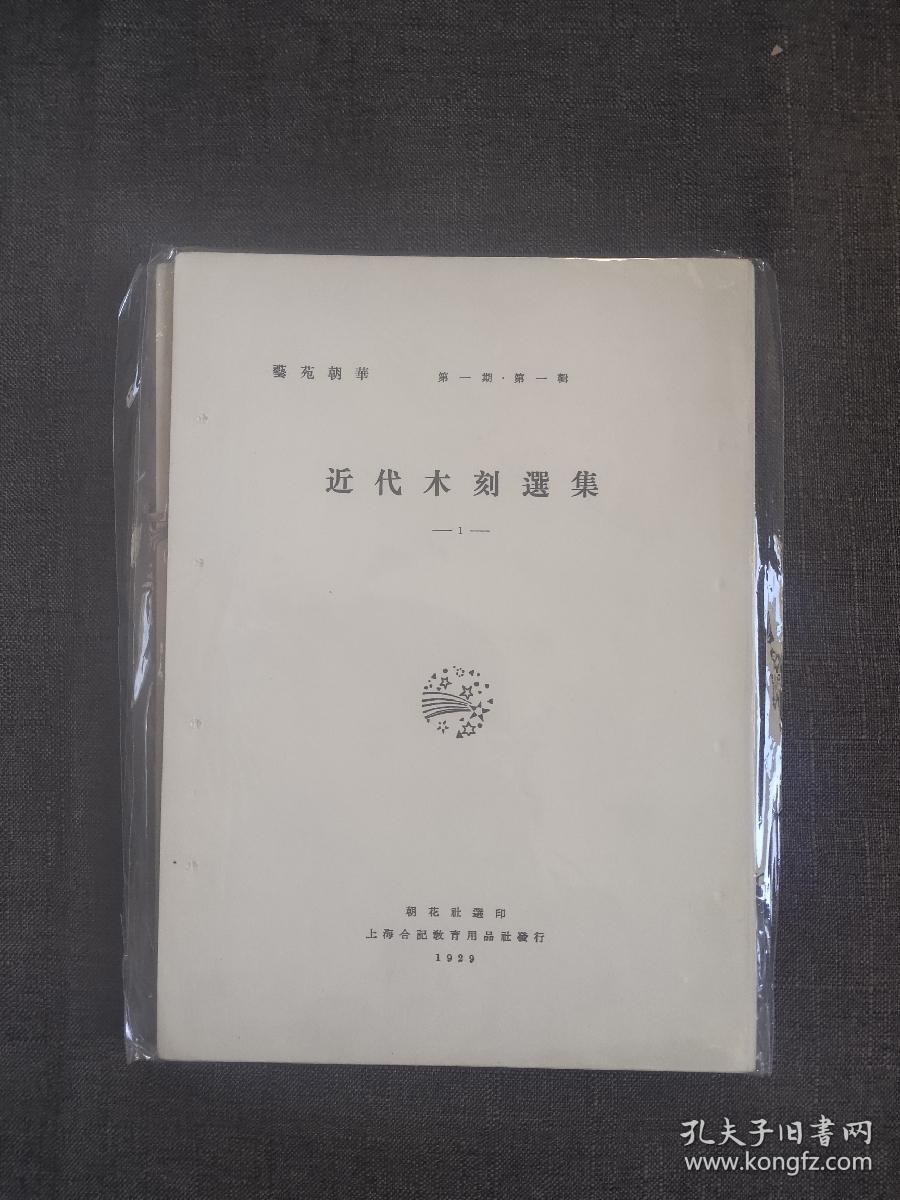 藝苑朝華 第一期·第一輯
近代木刻選集
— 1 —
朝花社選印
上海合記教育用品社發行
1929
孔夫子旧書网
www.kongfz.com